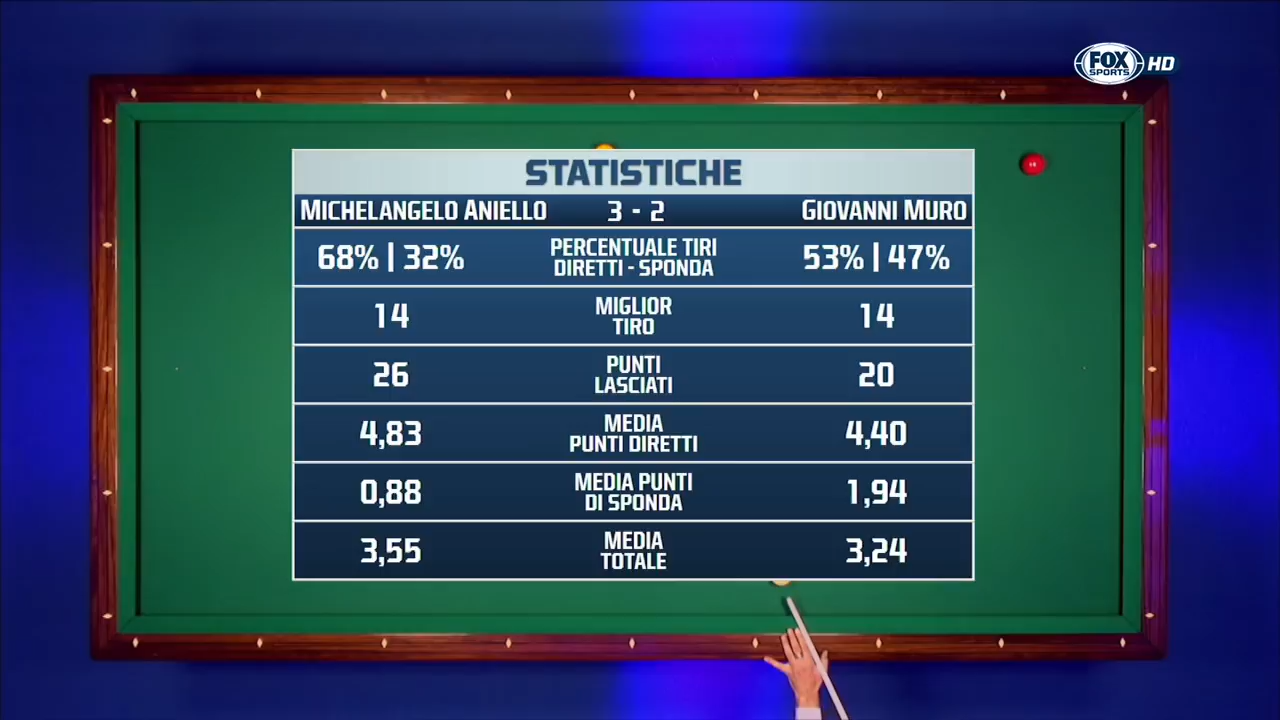 FOX SPORTS HD
STATISTICHE
MICHELANGELO ANIELLO 3 - 2 GIOVANNI MURO
68% | 32% PERCENTUALE TIRI DIRETTI - SPONDA 53% | 47%
14 MIGLIOR TIRO 14
26 PUNTI LASCIATI 20
4,83 MEDIA PUNTI DIRETTI 4,40
0,88 MEDIA PUNTI DI SPONDA 1,94
3,55 MEDIA TOTALE 3,24